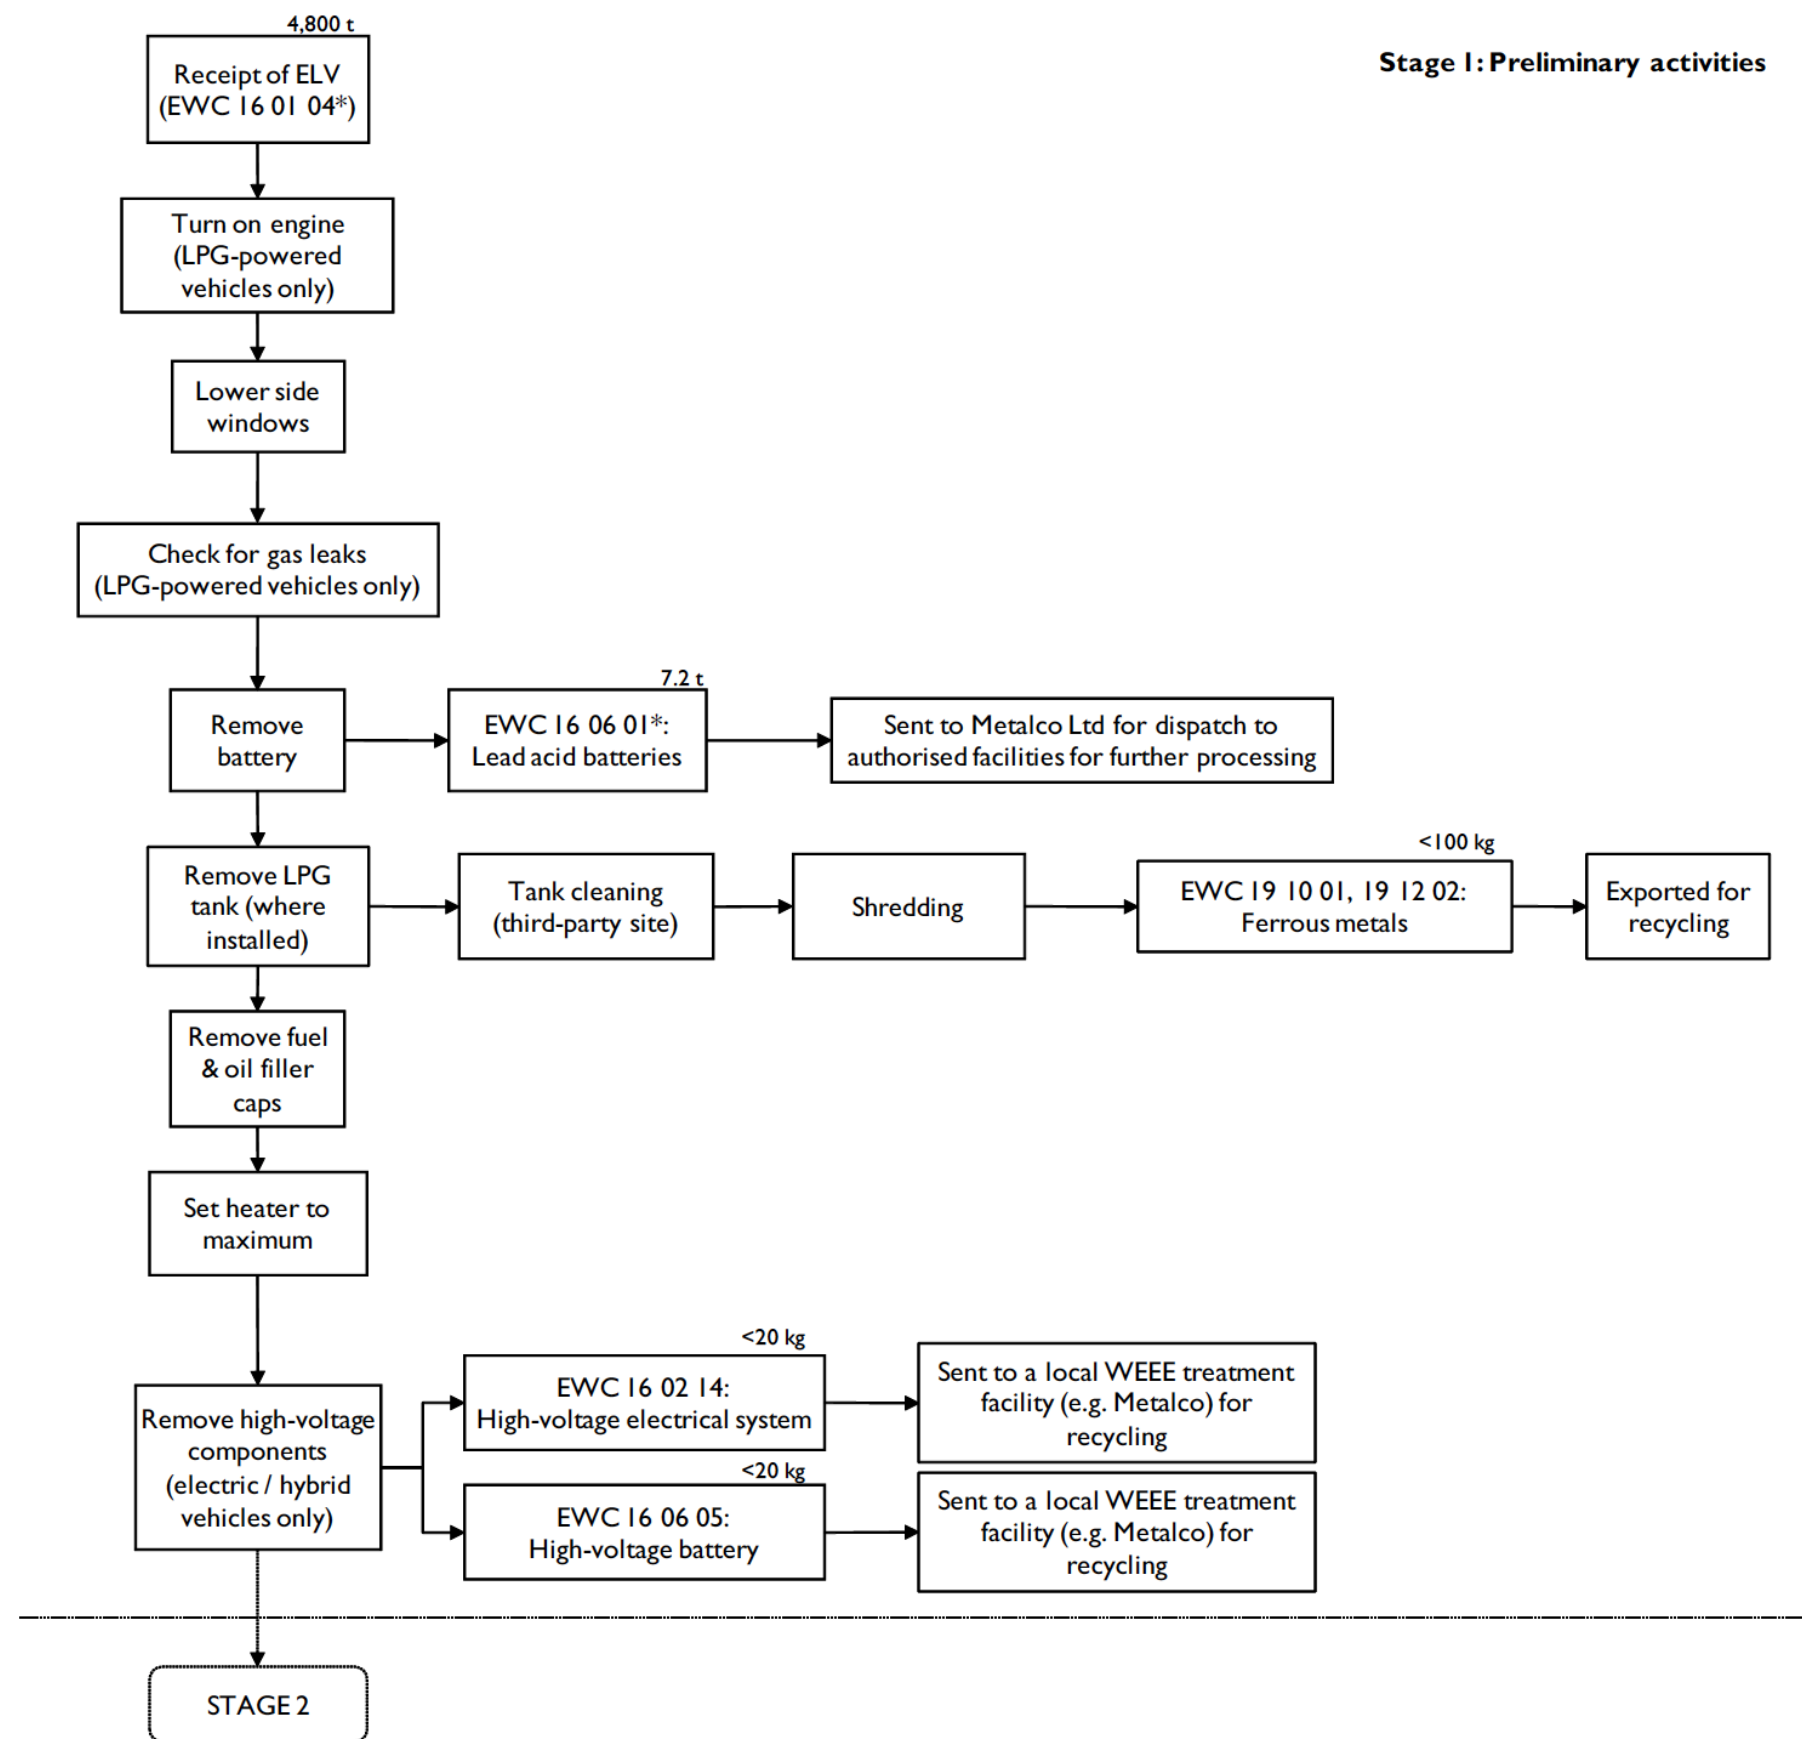 4,800 t
Stage 1: Preliminary activities
Receipt of ELV
(EWC 16 01 04*)
Turn on engine
(LPG-powered
vehicles only)
Lower side
windows
Check for gas leaks
(LPG-powered vehicles only)
Remove
battery
7.2 t
EWC 16 06 01*:
Lead acid batteries
Sent to Metalco Ltd for dispatch to
authorised facilities for further processing
Remove LPG
tank (where
installed)
Tank cleaning
(third-party site)
Shredding
<100 kg
EWC 19 10 01, 19 12 02:
Ferrous metals
Exported for
recycling
Remove fuel
& oil filler
caps
Set heater to
maximum
Remove high-voltage
components
(electric / hybrid
vehicles only)
<20 kg
EWC 16 02 14:
High-voltage electrical system
Sent to a local WEEE treatment
facility (e.g. Metalco) for
recycling
<20 kg
EWC 16 06 05:
High-voltage battery
Sent to a local WEEE treatment
facility (e.g. Metalco) for
recycling
STAGE 2